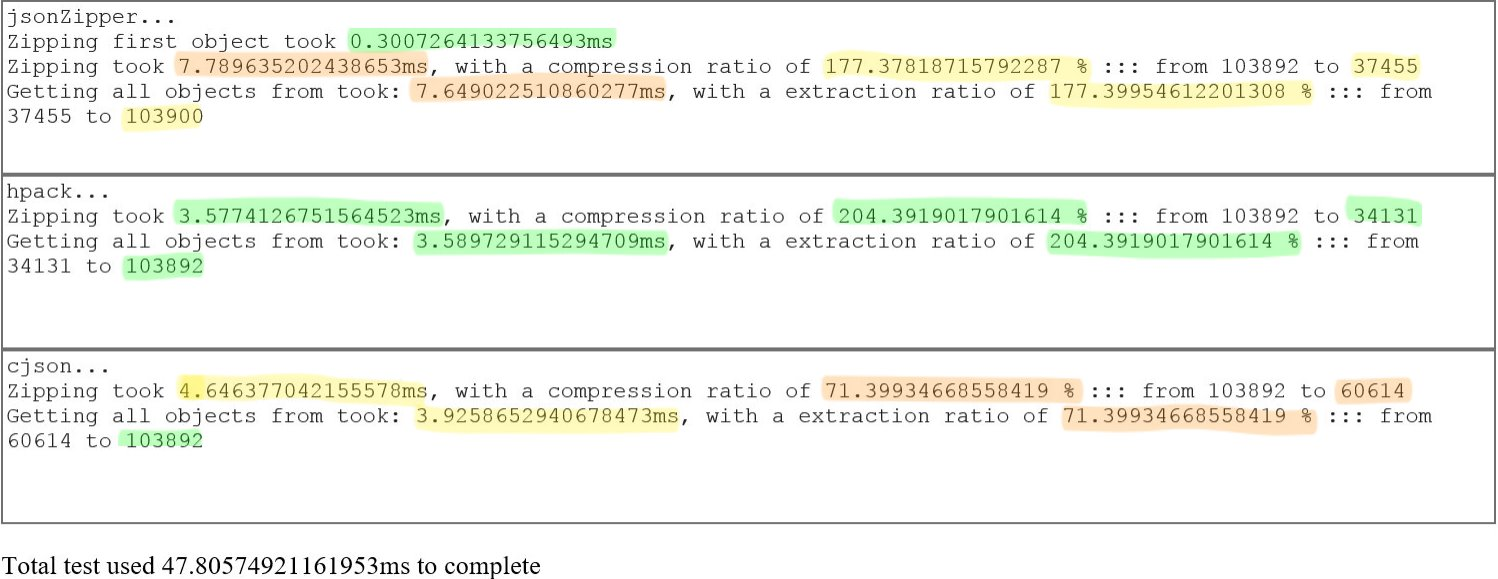 jsonZipper...
Zipping first object took 0.3007264133756493ms
Zipping took 7.789635202438653ms, with a compression ratio of 177.37818715792287 % ::: from 103892 to 37455
Getting all objects from took: 7.649022510860277ms, with a extraction ratio of 177.39954612201308 % ::: from
37455 to 103900
hpack...
Zipping took 3.5774126751564523ms, with a compression ratio of 204.3919017901614 % ::: from 103892 to 34131
Getting all objects from took: 3.589729115294709ms, with a extraction ratio of 204.3919017901614 % ::: from
34131 to 103892
cjson...
Zipping took 4.646377042155578ms, with a compression ratio of 71.39934668558419 % ::: from 103892 to 60614
Getting all objects from took: 3.9258652940678473ms, with a extraction ratio of 71.39934668558419 % ::: from
60614 to 103892
Total test used 47.80574921161953ms to complete